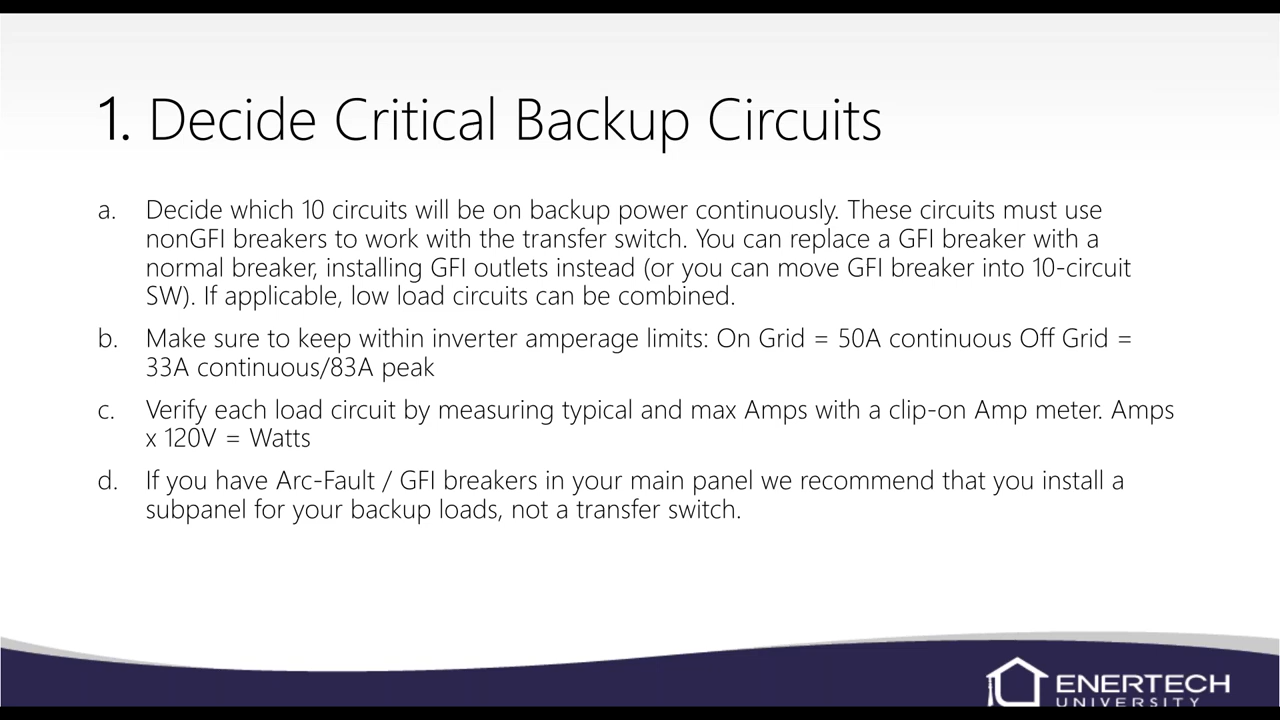 1. Decide Critical Backup Circuits
a. Decide which 10 circuits will be on backup power continuously. These circuits must use
nonGFI breakers to work with the transfer switch. You can replace a GFI breaker with a
normal breaker, installing GFI outlets instead (or you can move GFI breaker into 10-circuit
SW). If applicable, low load circuits can be combined.
b. Make sure to keep within inverter amperage limits: On Grid = 50A continuous Off Grid =
33A continuous/83A peak
c. Verify each load circuit by measuring typical and max Amps with a clip-on Amp meter. Amps
x 120V = Watts
d. If you have Arc-Fault / GFI breakers in your main panel we recommend that you install a
subpanel for your backup loads, not a transfer switch.
ENERTECH
UNIVERSITY